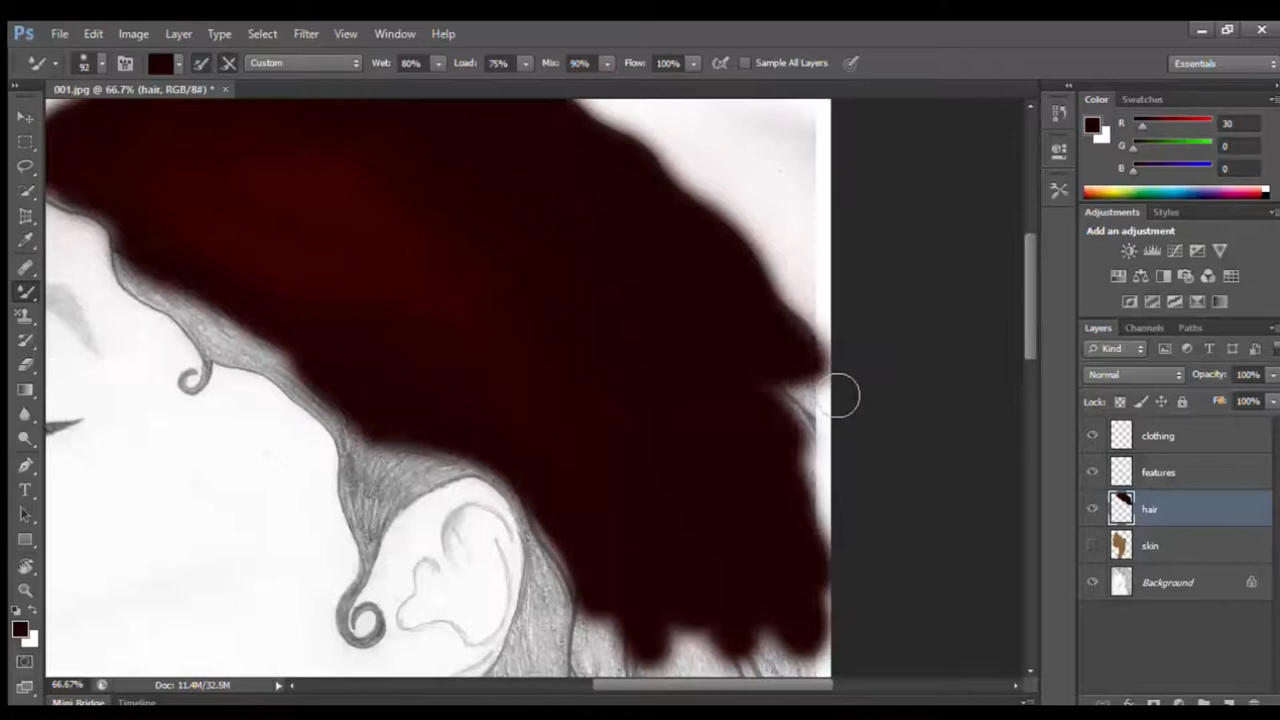 Ps File Edit Image Layer Type Select Filter View Window Help
92 Custom Wet: 80% Load: 75% Mix: 90% Flow: 100% Sample All Layers Essentials
001.jpg @ 66.7% (hair, RGB/8#) * ×
Color Swatches
R 30
G 0
B 0
Adjustments Styles
Add an adjustment
Layers Channels Paths
Kind
Normal Opacity: 100%
Lock: Fill: 100%
clothing
features
hair
skin
Background
66.67% Doc: 11.4M/32.5M
Mini Bridge Timeline